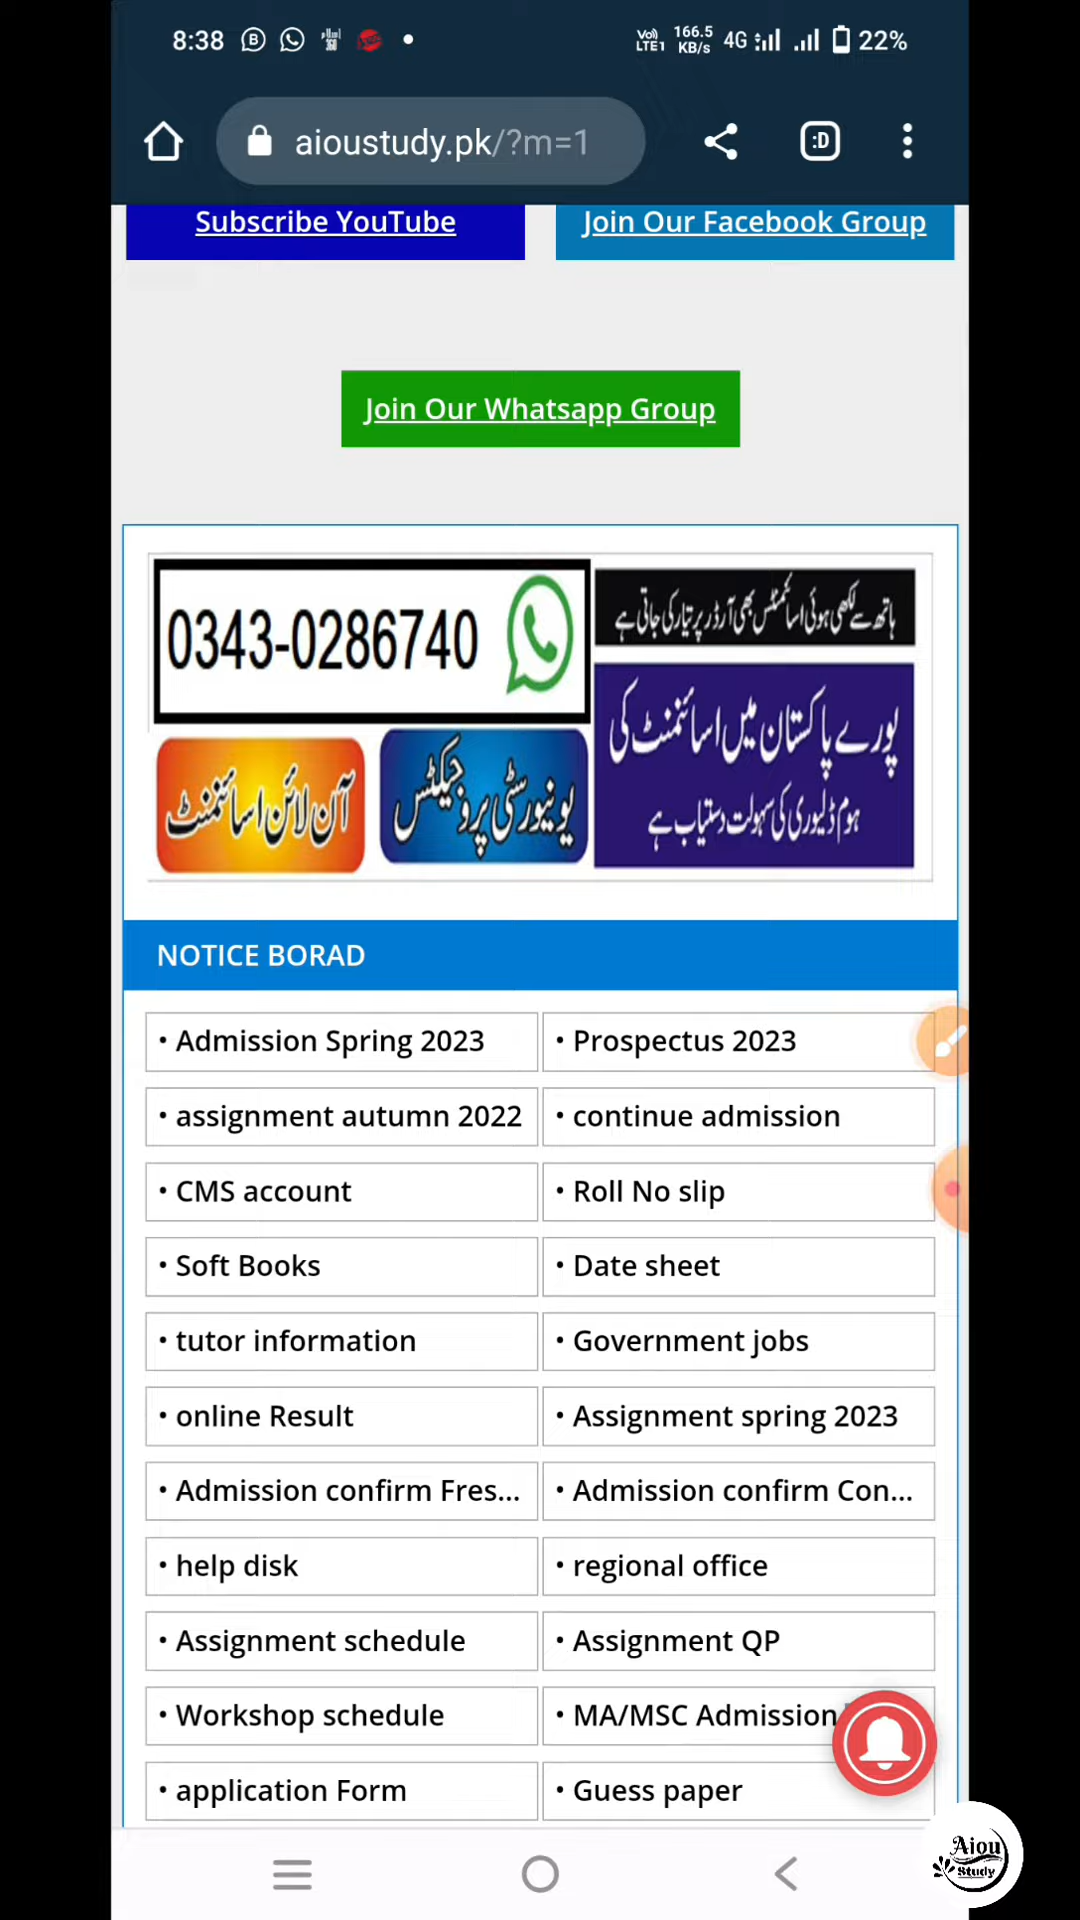 8:38
Vo) LTE1 166.5 KB/s 4G 22%
aioustudy.pk/?m=1
:D
Subscribe YouTube
Join Our Facebook Group
Join Our Whatsapp Group
0343-0286740
ہاتھ سے لکھی ہوئی اسائنمنٹس بھی آرڈر پر تیار کی جاتی ہے
پورے پاکستان میں اسائنمنٹ کی
ہوم ڈلیوری کی سہولت دستیاب ہے
یونیورسٹی پروجیکٹس
آن لائن اسائنمنٹ
NOTICE BORAD
• Admission Spring 2023
• Prospectus 2023
• assignment autumn 2022
• continue admission
• CMS account
• Roll No slip
• Soft Books
• Date sheet
• tutor information
• Government jobs
• online Result
• Assignment spring 2023
• Admission confirm Fres...
• Admission confirm Con...
• help disk
• regional office
• Assignment schedule
• Assignment QP
• Workshop schedule
• MA/MSC Admission
• application Form
• Guess paper
Aiou
Study